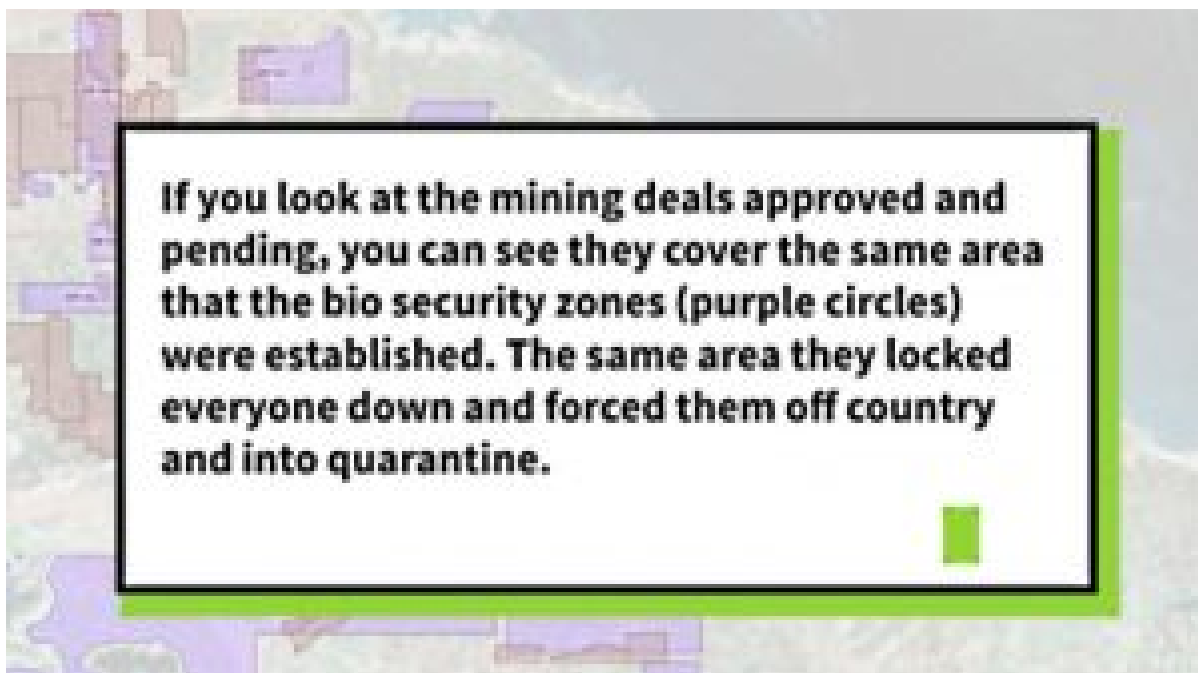 If you look at the mining deals approved and
pending, you can see they cover the same area
that the bio security zones (purple circles)
were established. The same area they locked
everyone down and forced them off country
and into quarantine.